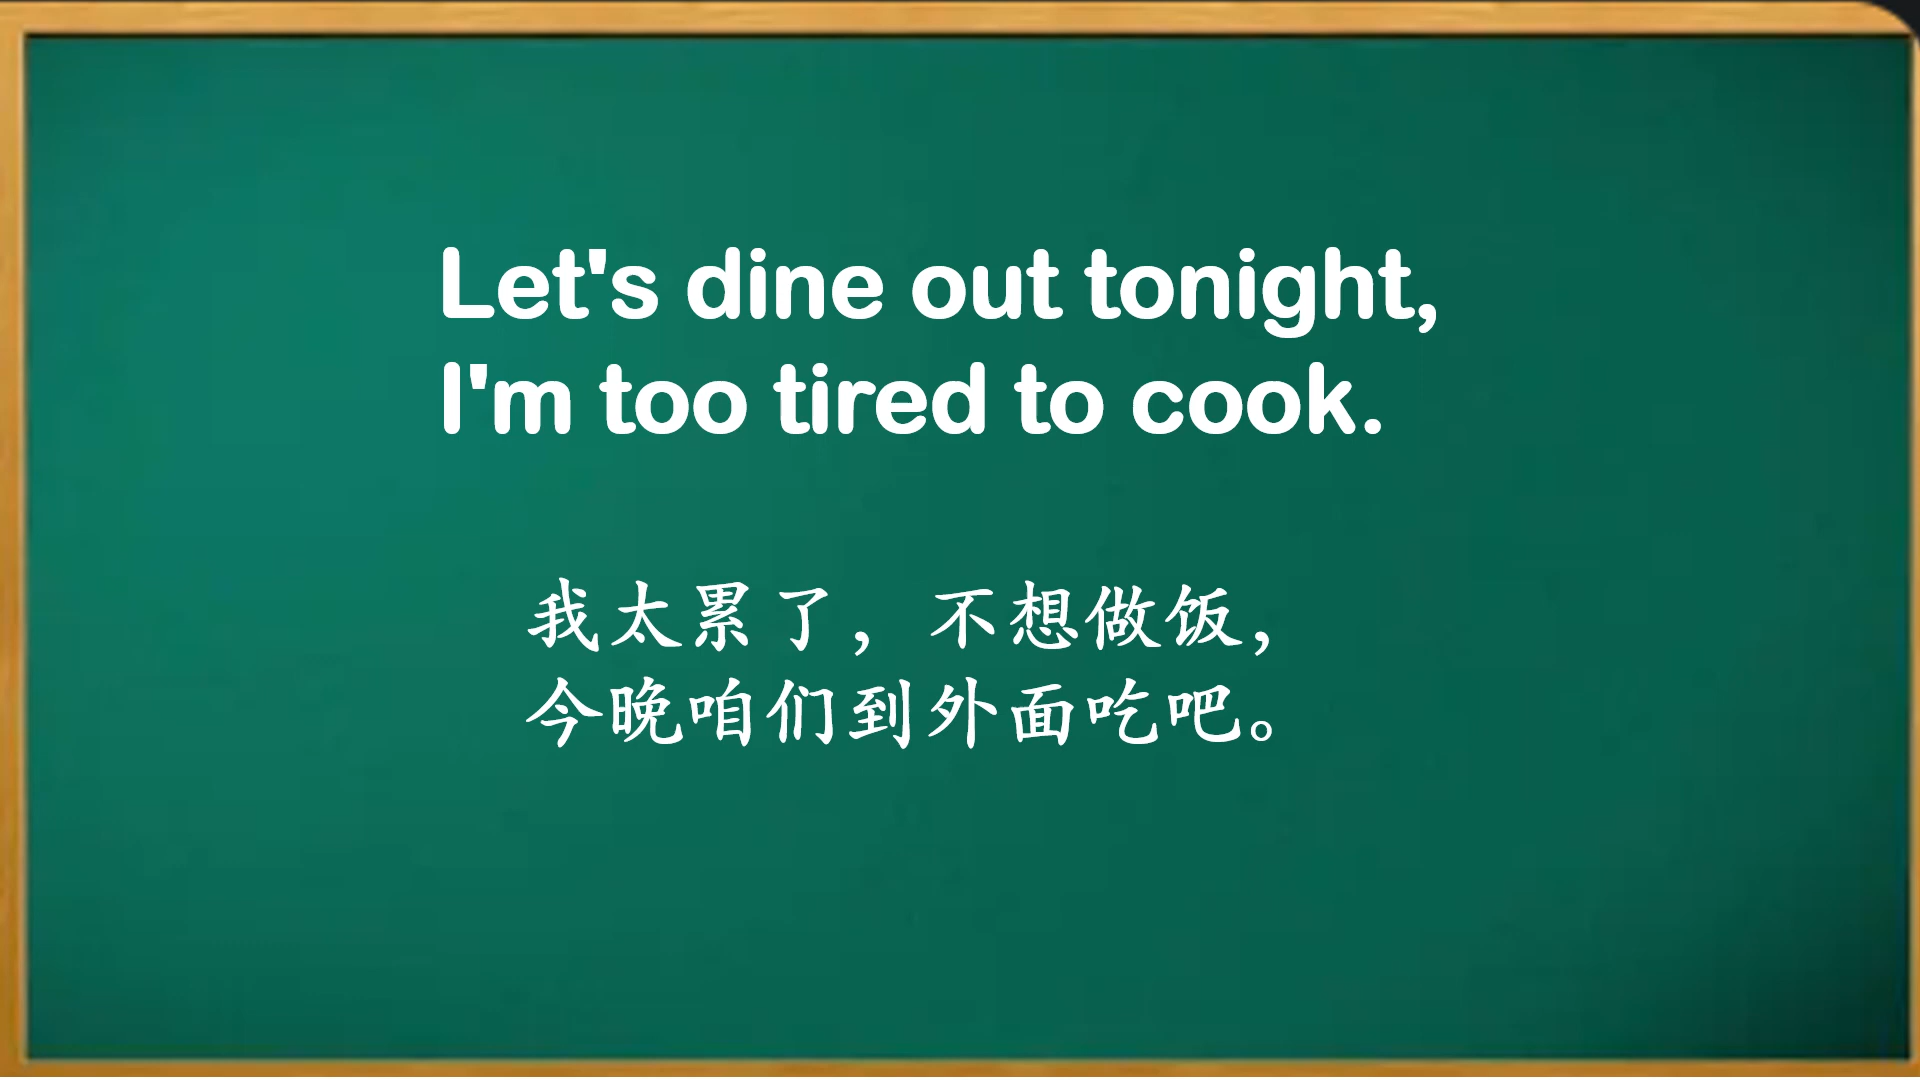 Let's dine out tonight,
I'm too tired to cook.
我太累了，不想做饭，
今晚咱们到外面吃吧。